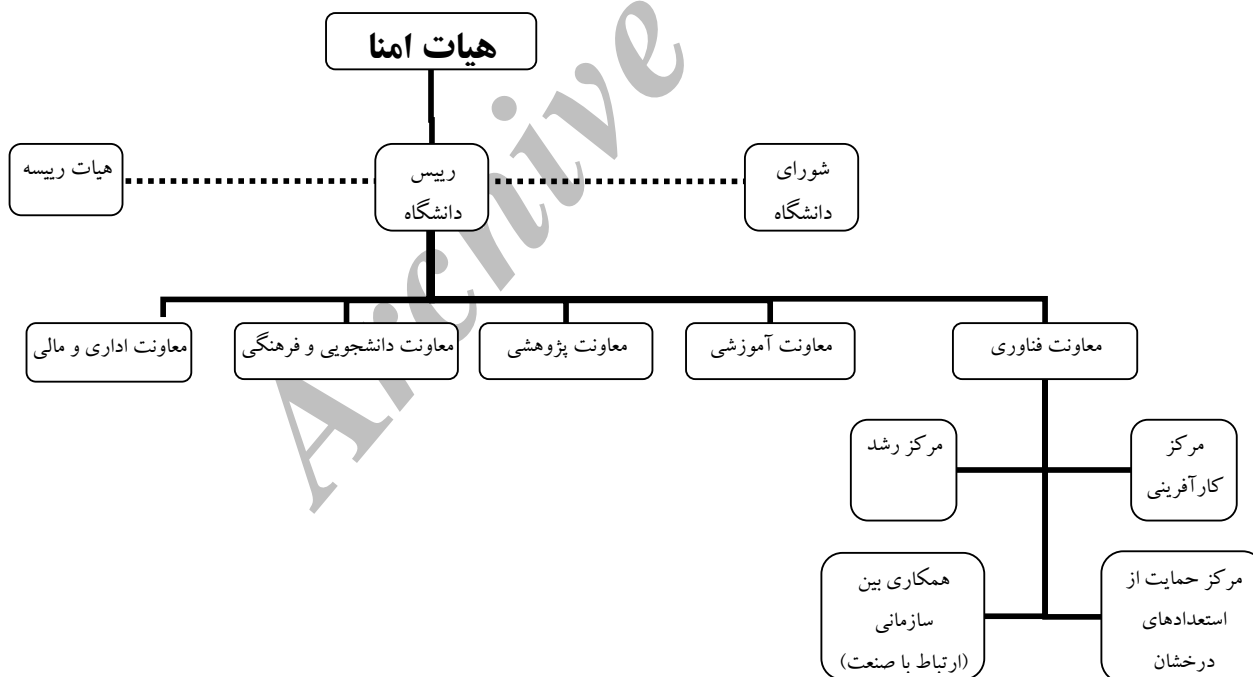 هیات امنا
شورای
دانشگاه
رییس
دانشگاه
هیات رییسه
معاونت فناوری
معاونت آموزشی
معاونت پژوهشی
معاونت دانشجویی و فرهنگی
معاونت اداری و مالی
مرکز
کارآفرینی
مرکز رشد
مرکز حمایت از
استعدادهای
درخشان
همکاری بین
سازمانی
(ارتباط با صنعت)
Archive